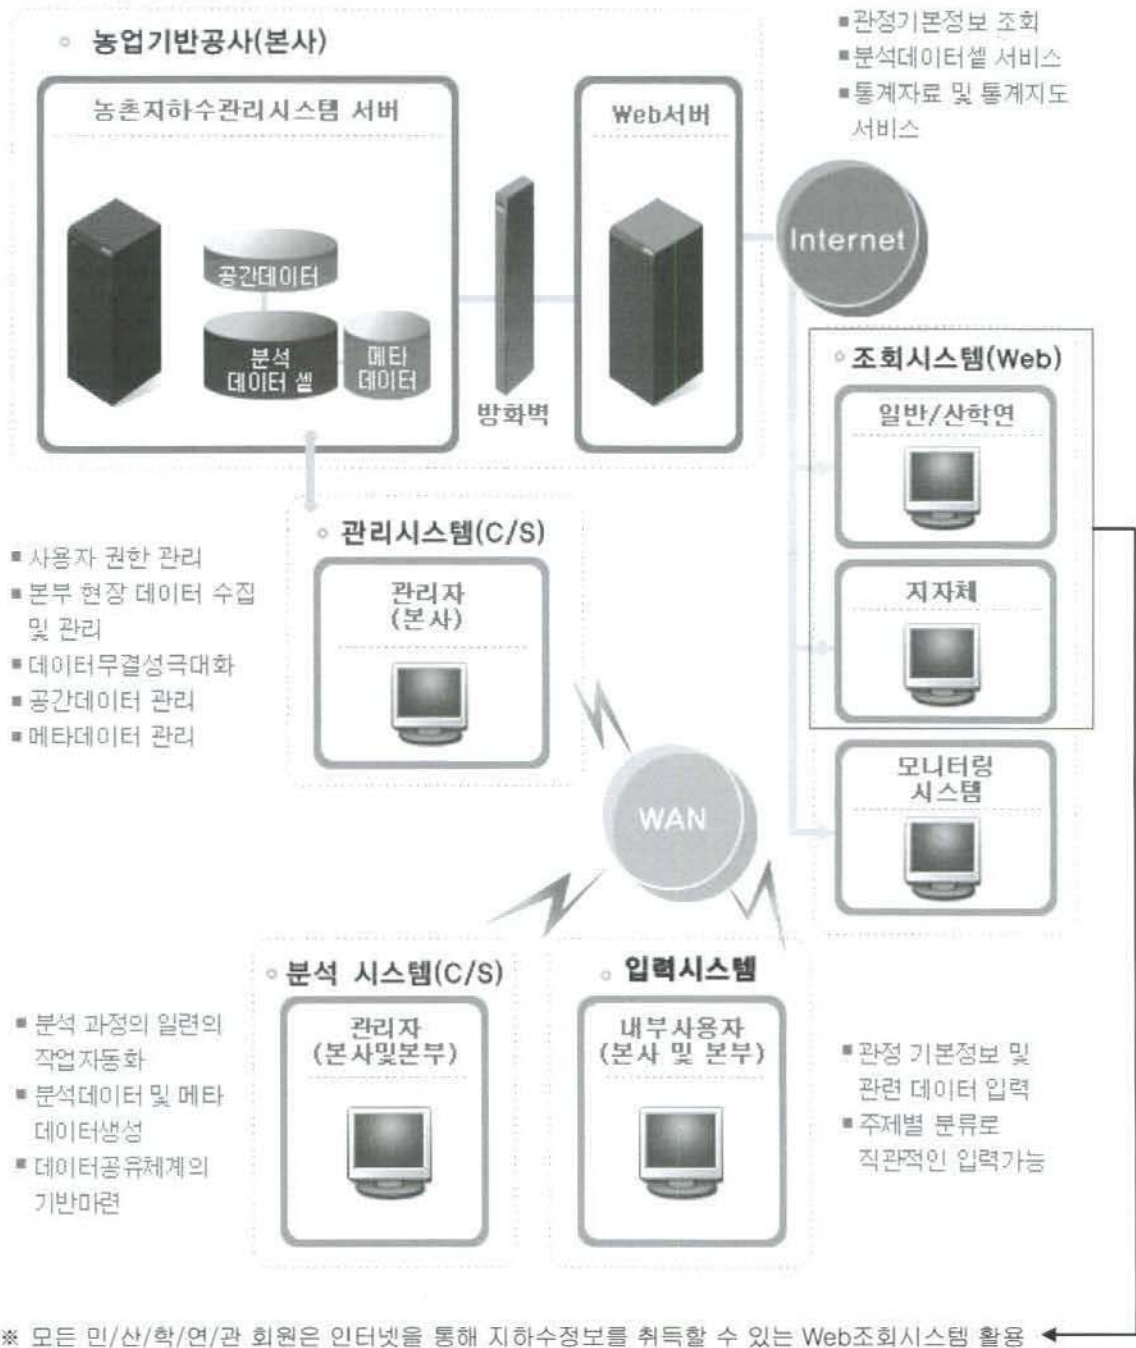 ◦ 농업기반공사(본사)
농촌지하수관리시스템 서버
공간데이터
분석
데이터 셑
메타
데이터
방화벽
Web서버
■관정기본정보 조회
■분석데이터셑 서비스
■통계자료 및 통계지도
서비스
Internet
◦ 조회시스템(Web)
일반/산학연
지자체
모니터링
시스템
◦ 관리시스템(C/S)
관리자
(본사)
■ 사용자 권한 관리
■ 본부 현장 데이터 수집
및 관리
■ 데이터무결성극대화
■ 공간데이터 관리
■ 메타데이터 관리
WAN
◦ 분석 시스템(C/S)
관리자
(본사및본부)
■ 분석 과정의 일련의
작업자동화
■ 분석데이터 및 메타
데이터생성
■ 데이터공유체계의
기반마련
◦ 입력시스템
내부사용자
(본사 및 본부)
■ 관정 기본정보 및
관련 데이터 입력
■ 주제별 분류로
직관적인 입력가능
※ 모든 민/산/학/연/관 회원은 인터넷을 통해 지하수정보를 취득할 수 있는 Web조회시스템 활용